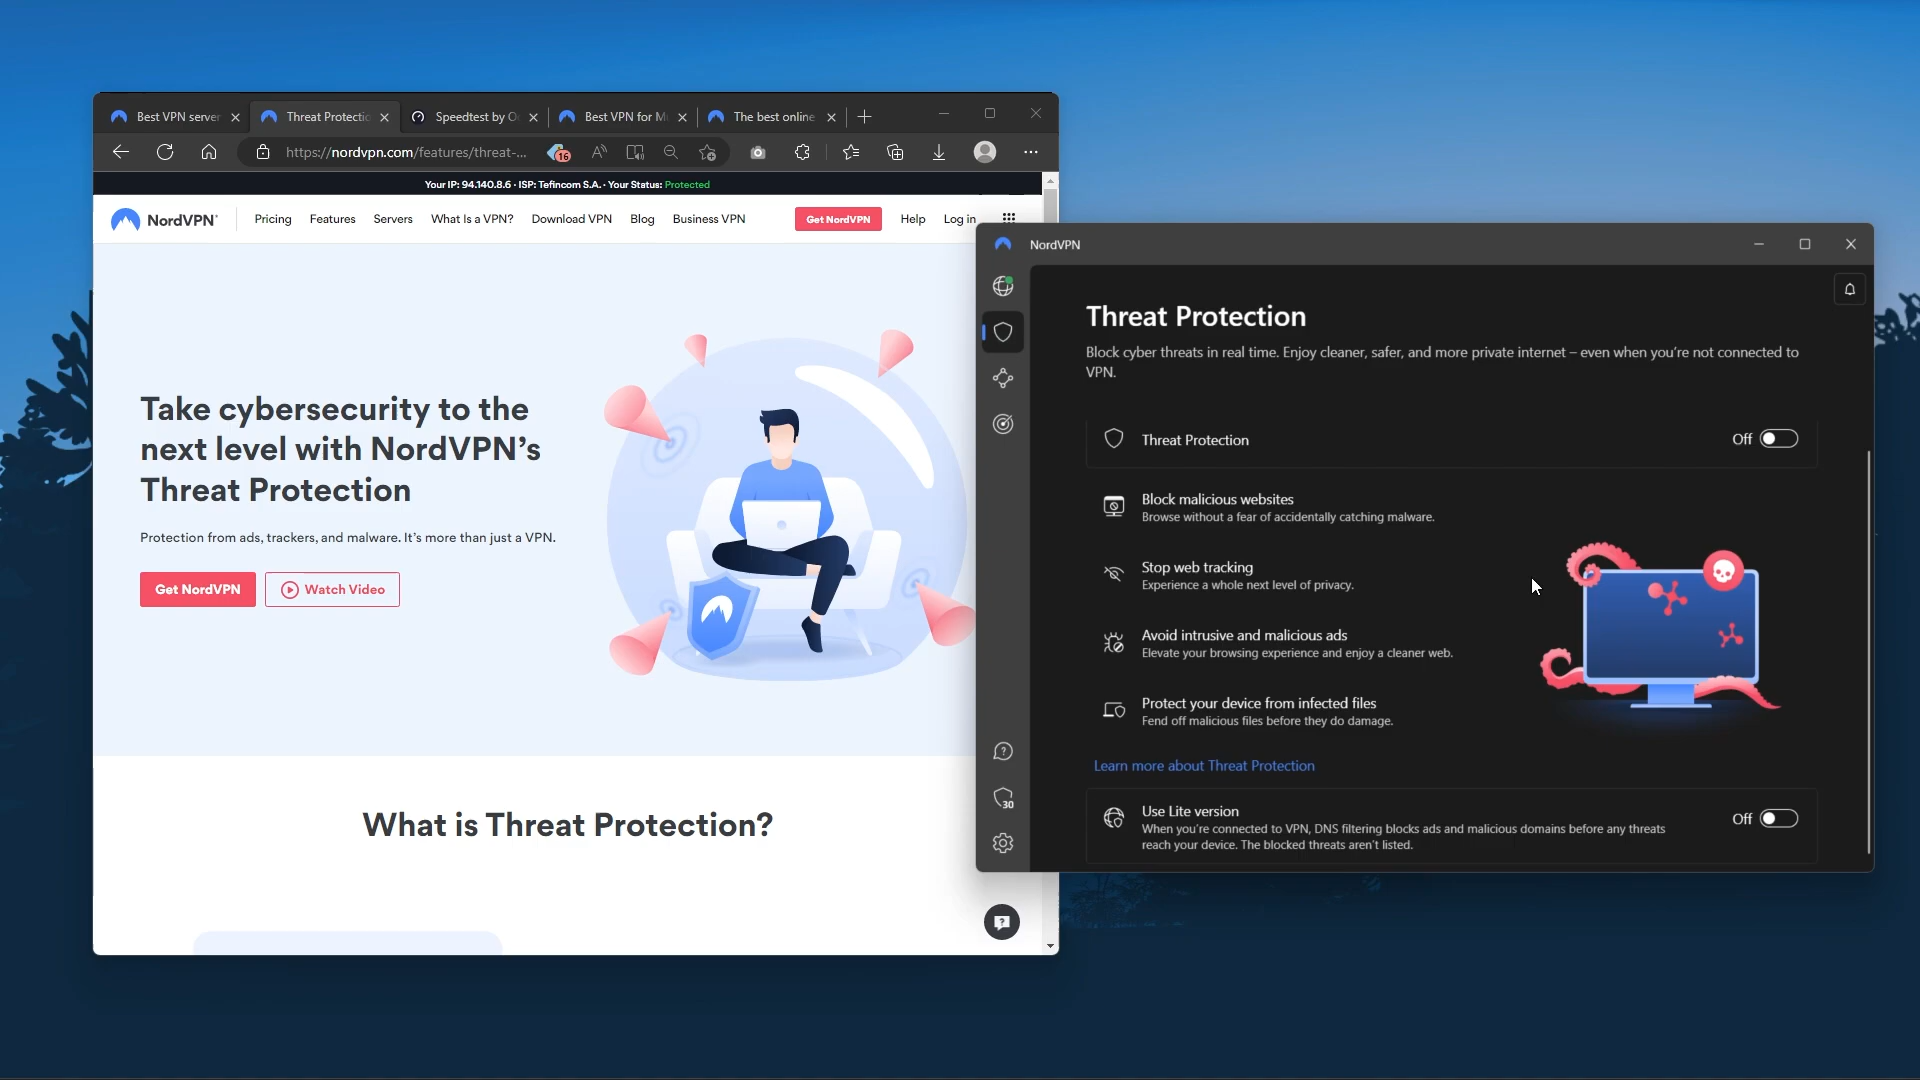 Best VPN server
Threat Protectic
Speedtest by O
Best VPN for M
The best online
https://nordvpn.com/features/threat-...
16
Your IP: 94.140.8.6 · ISP: Tefincom S.A. · Your Status: Protected
NordVPN®
Pricing
Features
Servers
What Is a VPN?
Download VPN
Blog
Business VPN
Get NordVPN
Help
Log in
Take cybersecurity to the
next level with NordVPN’s
Threat Protection
Protection from ads, trackers, and malware. It’s more than just a VPN.
Get NordVPN
Watch Video
What is Threat Protection?
NordVPN
Threat Protection
Block cyber threats in real time. Enjoy cleaner, safer, and more private internet – even when you’re not connected to
VPN.
Threat Protection
Off
Block malicious websites
Browse without a fear of accidentally catching malware.
Stop web tracking
Experience a whole next level of privacy.
Avoid intrusive and malicious ads
Elevate your browsing experience and enjoy a cleaner web.
Protect your device from infected files
Fend off malicious files before they do damage.
Learn more about Threat Protection
30
Use Lite version
Off
When you’re connected to VPN, DNS filtering blocks ads and malicious domains before any threats
reach your device. The blocked threats aren’t listed.